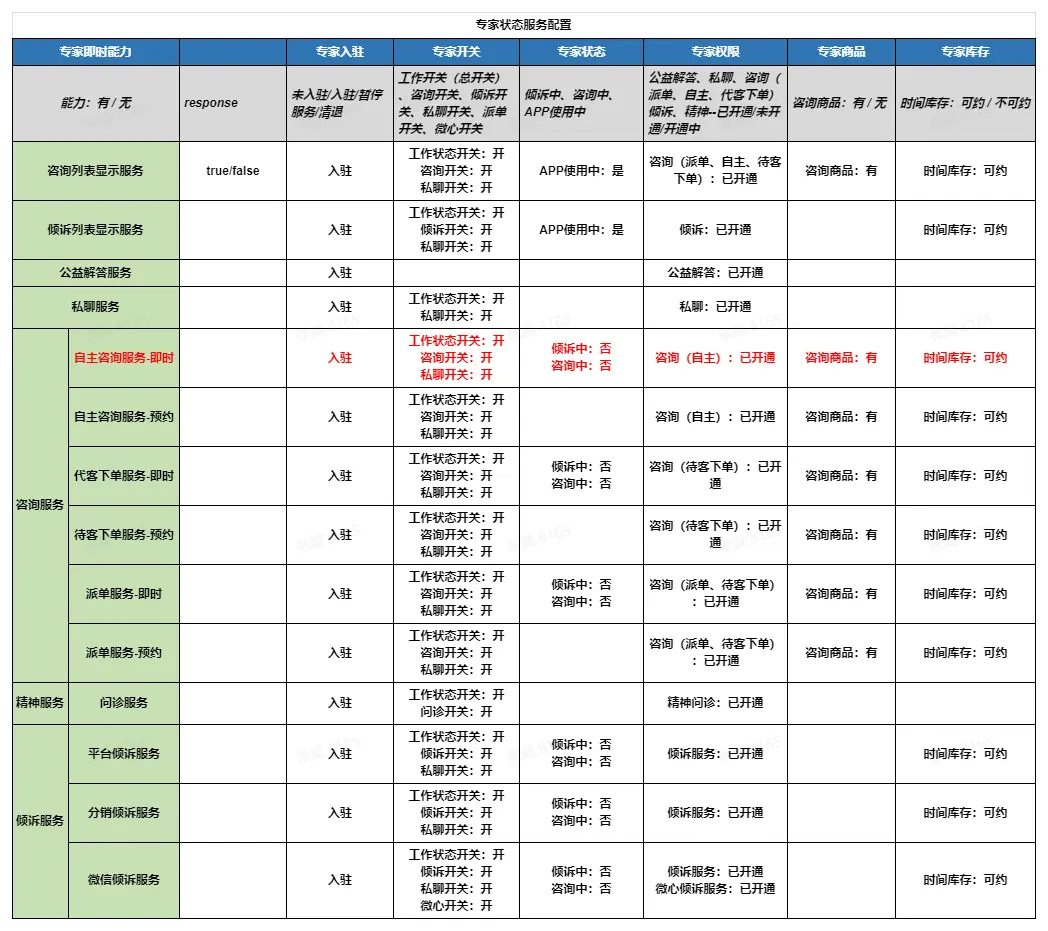 专家状态服务配置
专家即时能力 专家入驻 专家开关 专家状态 专家权限 专家商品 专家库存
能力：有 / 无
response
未入驻/入驻/暂停
服务/清退
工作开关（总开关）
、咨询开关、倾诉开
关、私聊开关、派单
开关、微心开关
倾诉中、咨询中、
APP使用中
公益解答、私聊、咨询（
派单、自主、代客下单）
倾诉、精神--已开通/未开
通/开通中
咨询商品：有 / 无
时间库存：可约 / 不可约
咨询列表显示服务
true/false
入驻
工作状态开关：开
咨询开关：开
私聊开关：开
APP使用中：是
咨询（派单、自主、待客
下单）：已开通
咨询商品：有
时间库存：可约
倾诉列表显示服务
入驻
工作状态开关：开
倾诉开关：开
私聊开关：开
APP使用中：是
倾诉：已开通
时间库存：可约
公益解答服务
入驻
公益解答：已开通
私聊服务
入驻
工作状态开关：开
私聊开关：开
私聊：已开通
咨询服务
自主咨询服务-即时
入驻
工作状态开关：开
咨询开关：开
私聊开关：开
倾诉中：否
咨询中：否
咨询（自主）：已开通
咨询商品：有
时间库存：可约
自主咨询服务-预约
入驻
工作状态开关：开
咨询开关：开
私聊开关：开
咨询（自主）：已开通
咨询商品：有
时间库存：可约
代客下单服务-即时
入驻
工作状态开关：开
咨询开关：开
私聊开关：开
倾诉中：否
咨询中：否
咨询（待客下单）：已开
通
咨询商品：有
时间库存：可约
待客下单服务-预约
入驻
工作状态开关：开
咨询开关：开
私聊开关：开
咨询（待客下单）：已开
通
咨询商品：有
时间库存：可约
派单服务-即时
入驻
工作状态开关：开
咨询开关：开
私聊开关：开
倾诉中：否
咨询中：否
咨询（派单、待客下单）
：已开通
咨询商品：有
时间库存：可约
派单服务-预约
入驻
工作状态开关：开
咨询开关：开
私聊开关：开
咨询（派单、待客下单）
：已开通
咨询商品：有
时间库存：可约
精神服务
问诊服务
入驻
工作状态开关：开
问诊开关：开
精神问诊：已开通
倾诉服务
平台倾诉服务
入驻
工作状态开关：开
倾诉开关：开
私聊开关：开
倾诉中：否
咨询中：否
倾诉服务：已开通
时间库存：可约
分销倾诉服务
入驻
工作状态开关：开
倾诉开关：开
私聊开关：开
倾诉中：否
咨询中：否
倾诉服务：已开通
时间库存：可约
微信倾诉服务
入驻
工作状态开关：开
倾诉开关：开
私聊开关：开
微心开关：开
倾诉中：否
咨询中：否
倾诉服务：已开通
微心倾诉服务：已开通
时间库存：可约